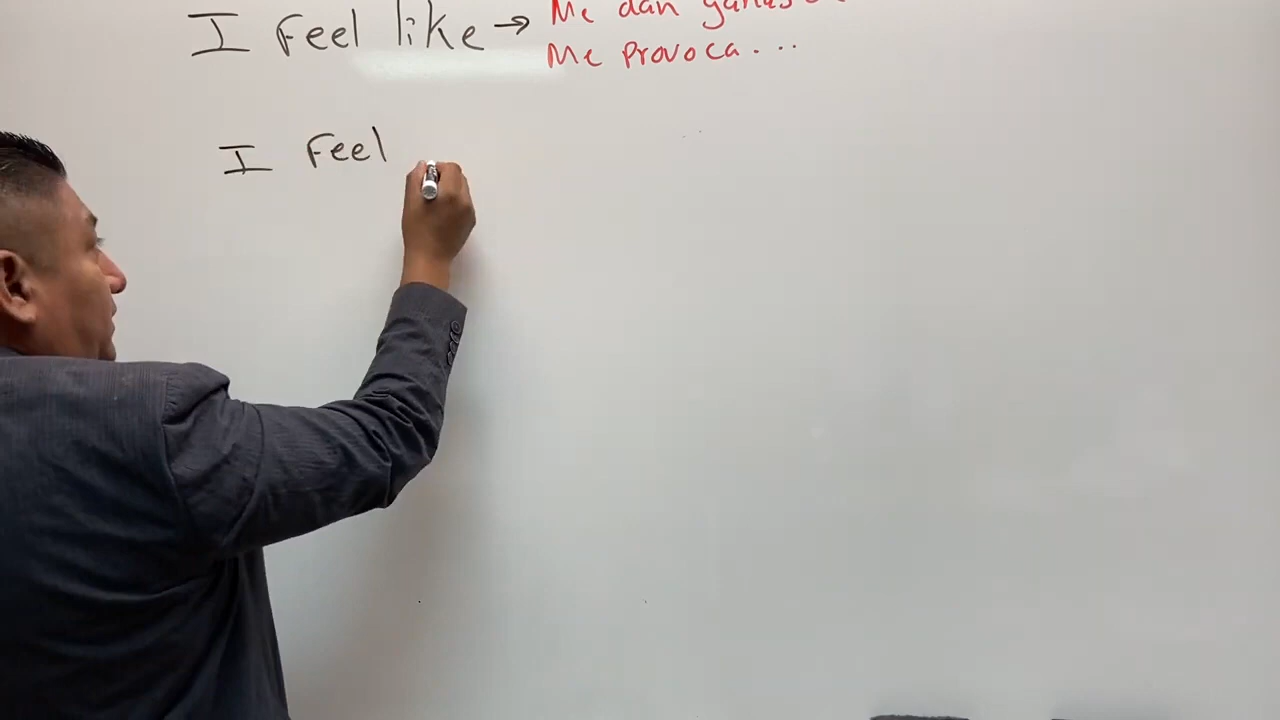 I Feel like → Me dan ganas
Me Provoca...
I Feel